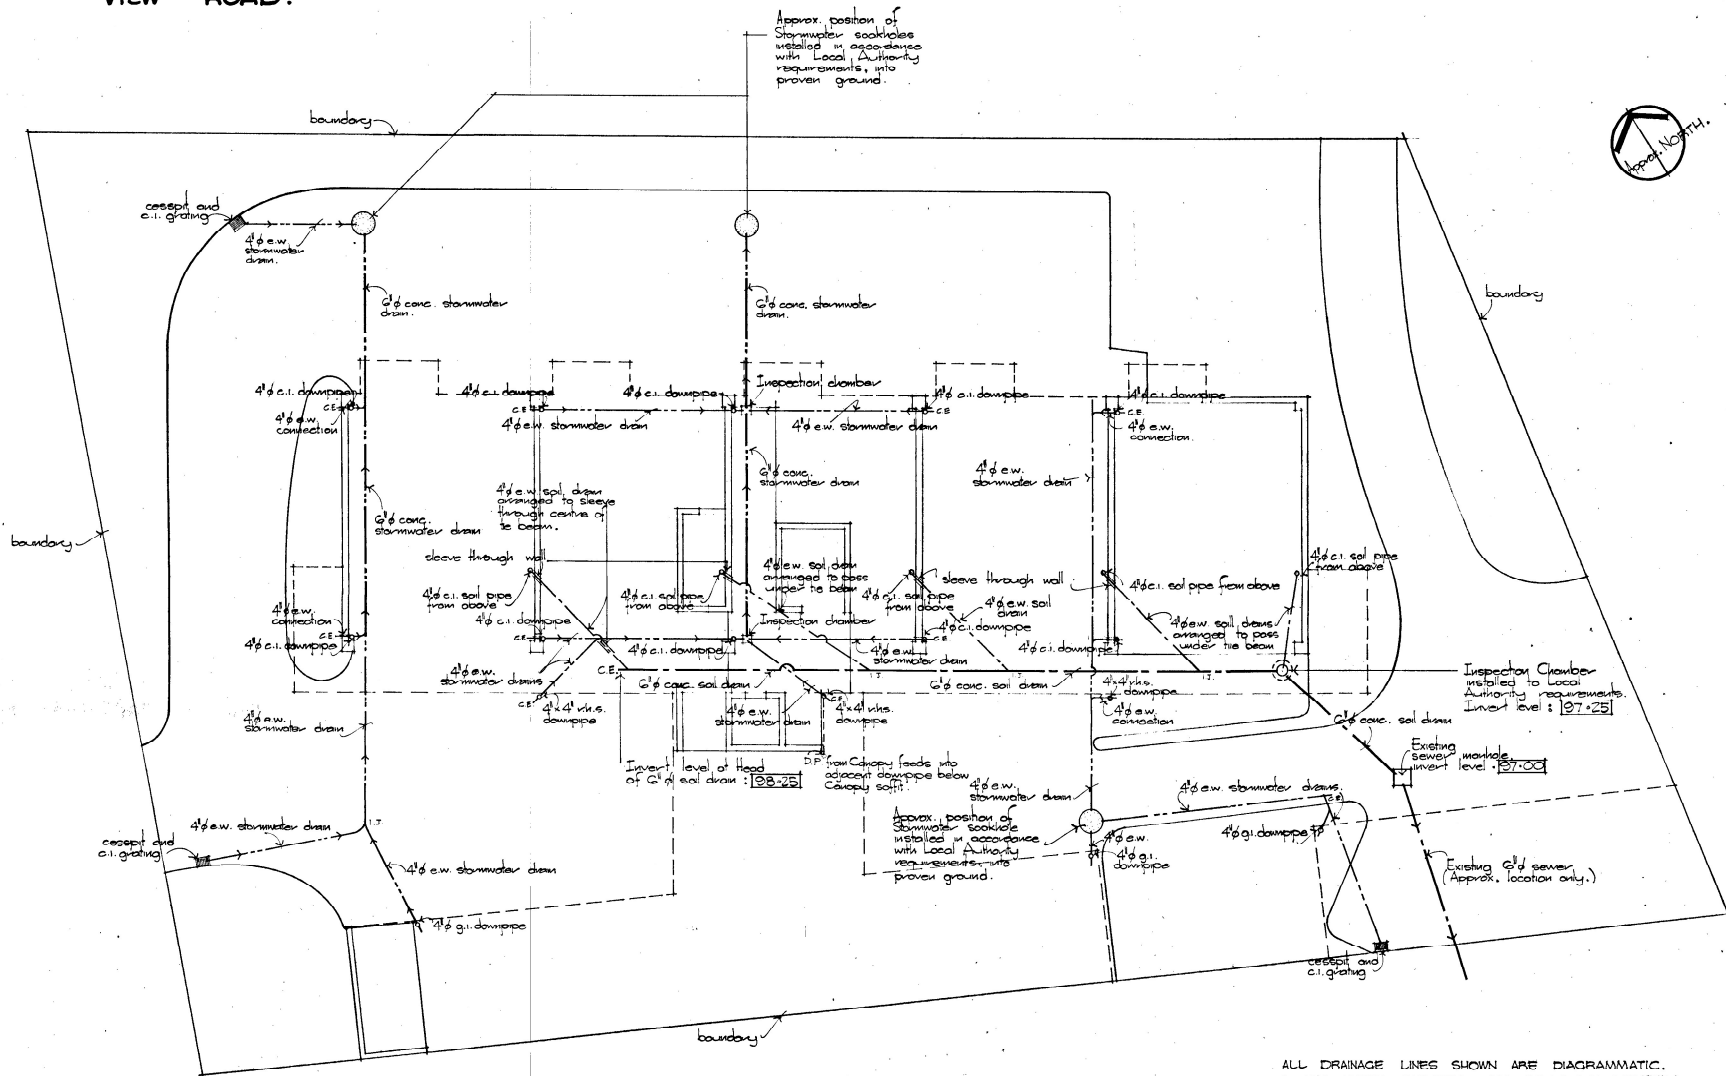 VIEW ROAD.
Approx. position of
Stormwater soakholes
installed in accordance
with Local Authority
requirements, into
proven ground.
boundary
Approx. NORTH.
cesspit and
c.i. grating
4"ø e.w.
stormwater
drain.
6"ø conc. stormwater
drain.
6"ø conc. stormwater
drain.
boundary
4"ø c.i. downpipe
4"ø c.i. downpipe
4"ø c.i. downpipe
Inspection chamber
4"ø c.i. downpipe
4"ø c.i. downpipe
C.E.
C.E.
C.E.
C.E.
4"ø e.w.
connection
4"ø e.w. stormwater drain
4"ø e.w. stormwater drain
4"ø e.w.
connection.
4"ø e.w. soil drain
arranged to sleeve
through centre of
tie beam.
6"ø conc.
stormwater drain
4"ø e.w.
stormwater drain
6"ø conc.
stormwater drain
boundary
sleeve through wall
4"ø e.w. soil drain
arranged to pass
under tie beam
sleeve through wall
4"ø c.i. soil pipe
from above
4"ø c.i. soil pipe
from above
4"ø c.i. soil pipe
from above
4"ø c.i. soil pipe
from above
4"ø c.i. soil pipe from above
4"ø e.w. soil
drain
4"ø e.w.
connection
4"ø c.i. downpipe
Inspection chamber
4"ø c.i. downpipe
4"ø e.w. soil drains
arranged to pass
under tie beam
C.E.
C.E.
C.E.
4"ø c.i. downpipe
4"ø c.i. downpipe
4"ø c.i. downpipe
4"ø e.w.
stormwater drains
C.E.
4"ø e.w.
stormwater drain
6"ø conc. soil drain
6"ø conc. soil drain
I.J.
I.J.
I.J.
Inspection Chamber
installed to Local
Authority requirements.
Invert level : 97·25
C.E.
4"x4" r.h.s.
downpipe
4"ø e.w.
stormwater drain
C.E.
4"x4" r.h.s.
downpipe
4"x4" r.h.s.
downpipe
4"ø e.w.
connection
4"ø e.w.
stormwater drain
6"ø conc. soil drain
Existing
sewer manhole
invert level : 97·00
Invert level at Head
of 6"ø soil drain : 98·25
D.P. from Canopy feeds into
adjacent downpipe below
Canopy soffit.
4"ø e.w.
stormwater drain
4"ø e.w. stormwater drains.
C.E.
Approx. position of
Stormwater soakhole
installed in accordance
with Local Authority
requirements, into
proven ground.
4"ø g.i. downpipe
4"ø e.w.
4"ø g.i.
downpipe
4"ø e.w. stormwater drain
I.J.
cesspit and
c.i. grating
4"ø e.w. stormwater drain
Existing 6"ø sewer
(Approx. location only.)
4"ø g.i. downpipe
cesspit and
c.i. grating
boundary
ALL DRAINAGE LINES SHOWN ARE DIAGRAMMATIC.